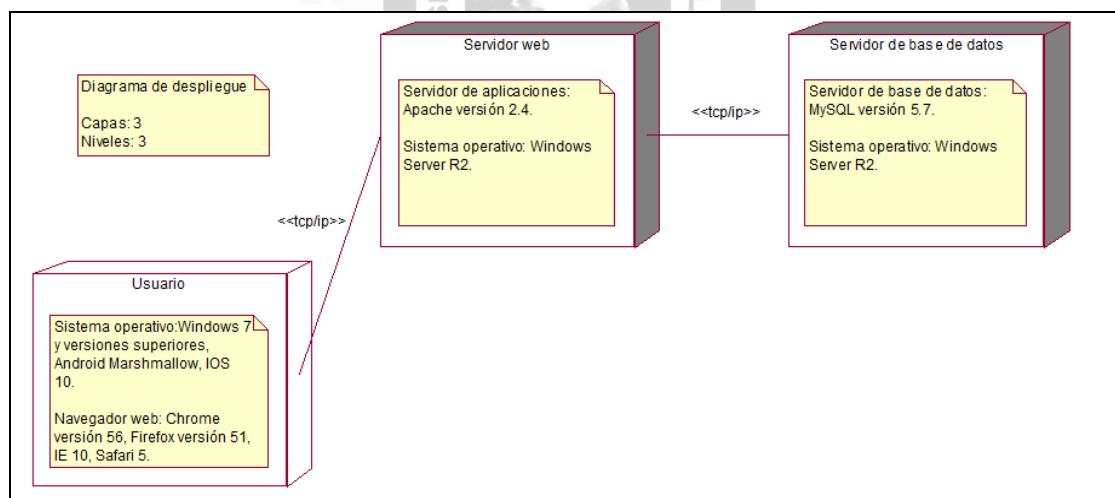 Diagrama de despliegue
Capas: 3
Niveles: 3
Servidor web
Servidor de aplicaciones:
Apache versión 2.4.
Sistema operativo: Windows
Server R2.
<<tcp/ip>>
Servidor de base de datos
Servidor de base de datos:
MySQL versión 5.7.
Sistema operativo: Windows
Server R2.
<<tcp/ip>>
Usuario
Sistema operativo:Windows 7
y versiones superiores,
Android Marshmallow, IOS
10.
Navegador web: Chrome
versión 56, Firefox versión 51,
IE 10, Safari 5.